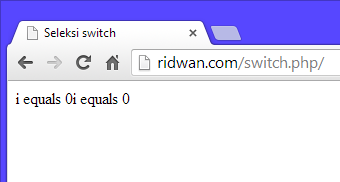 Seleksi switch
ridwan.com/switch.php/
i equals 0i equals 0